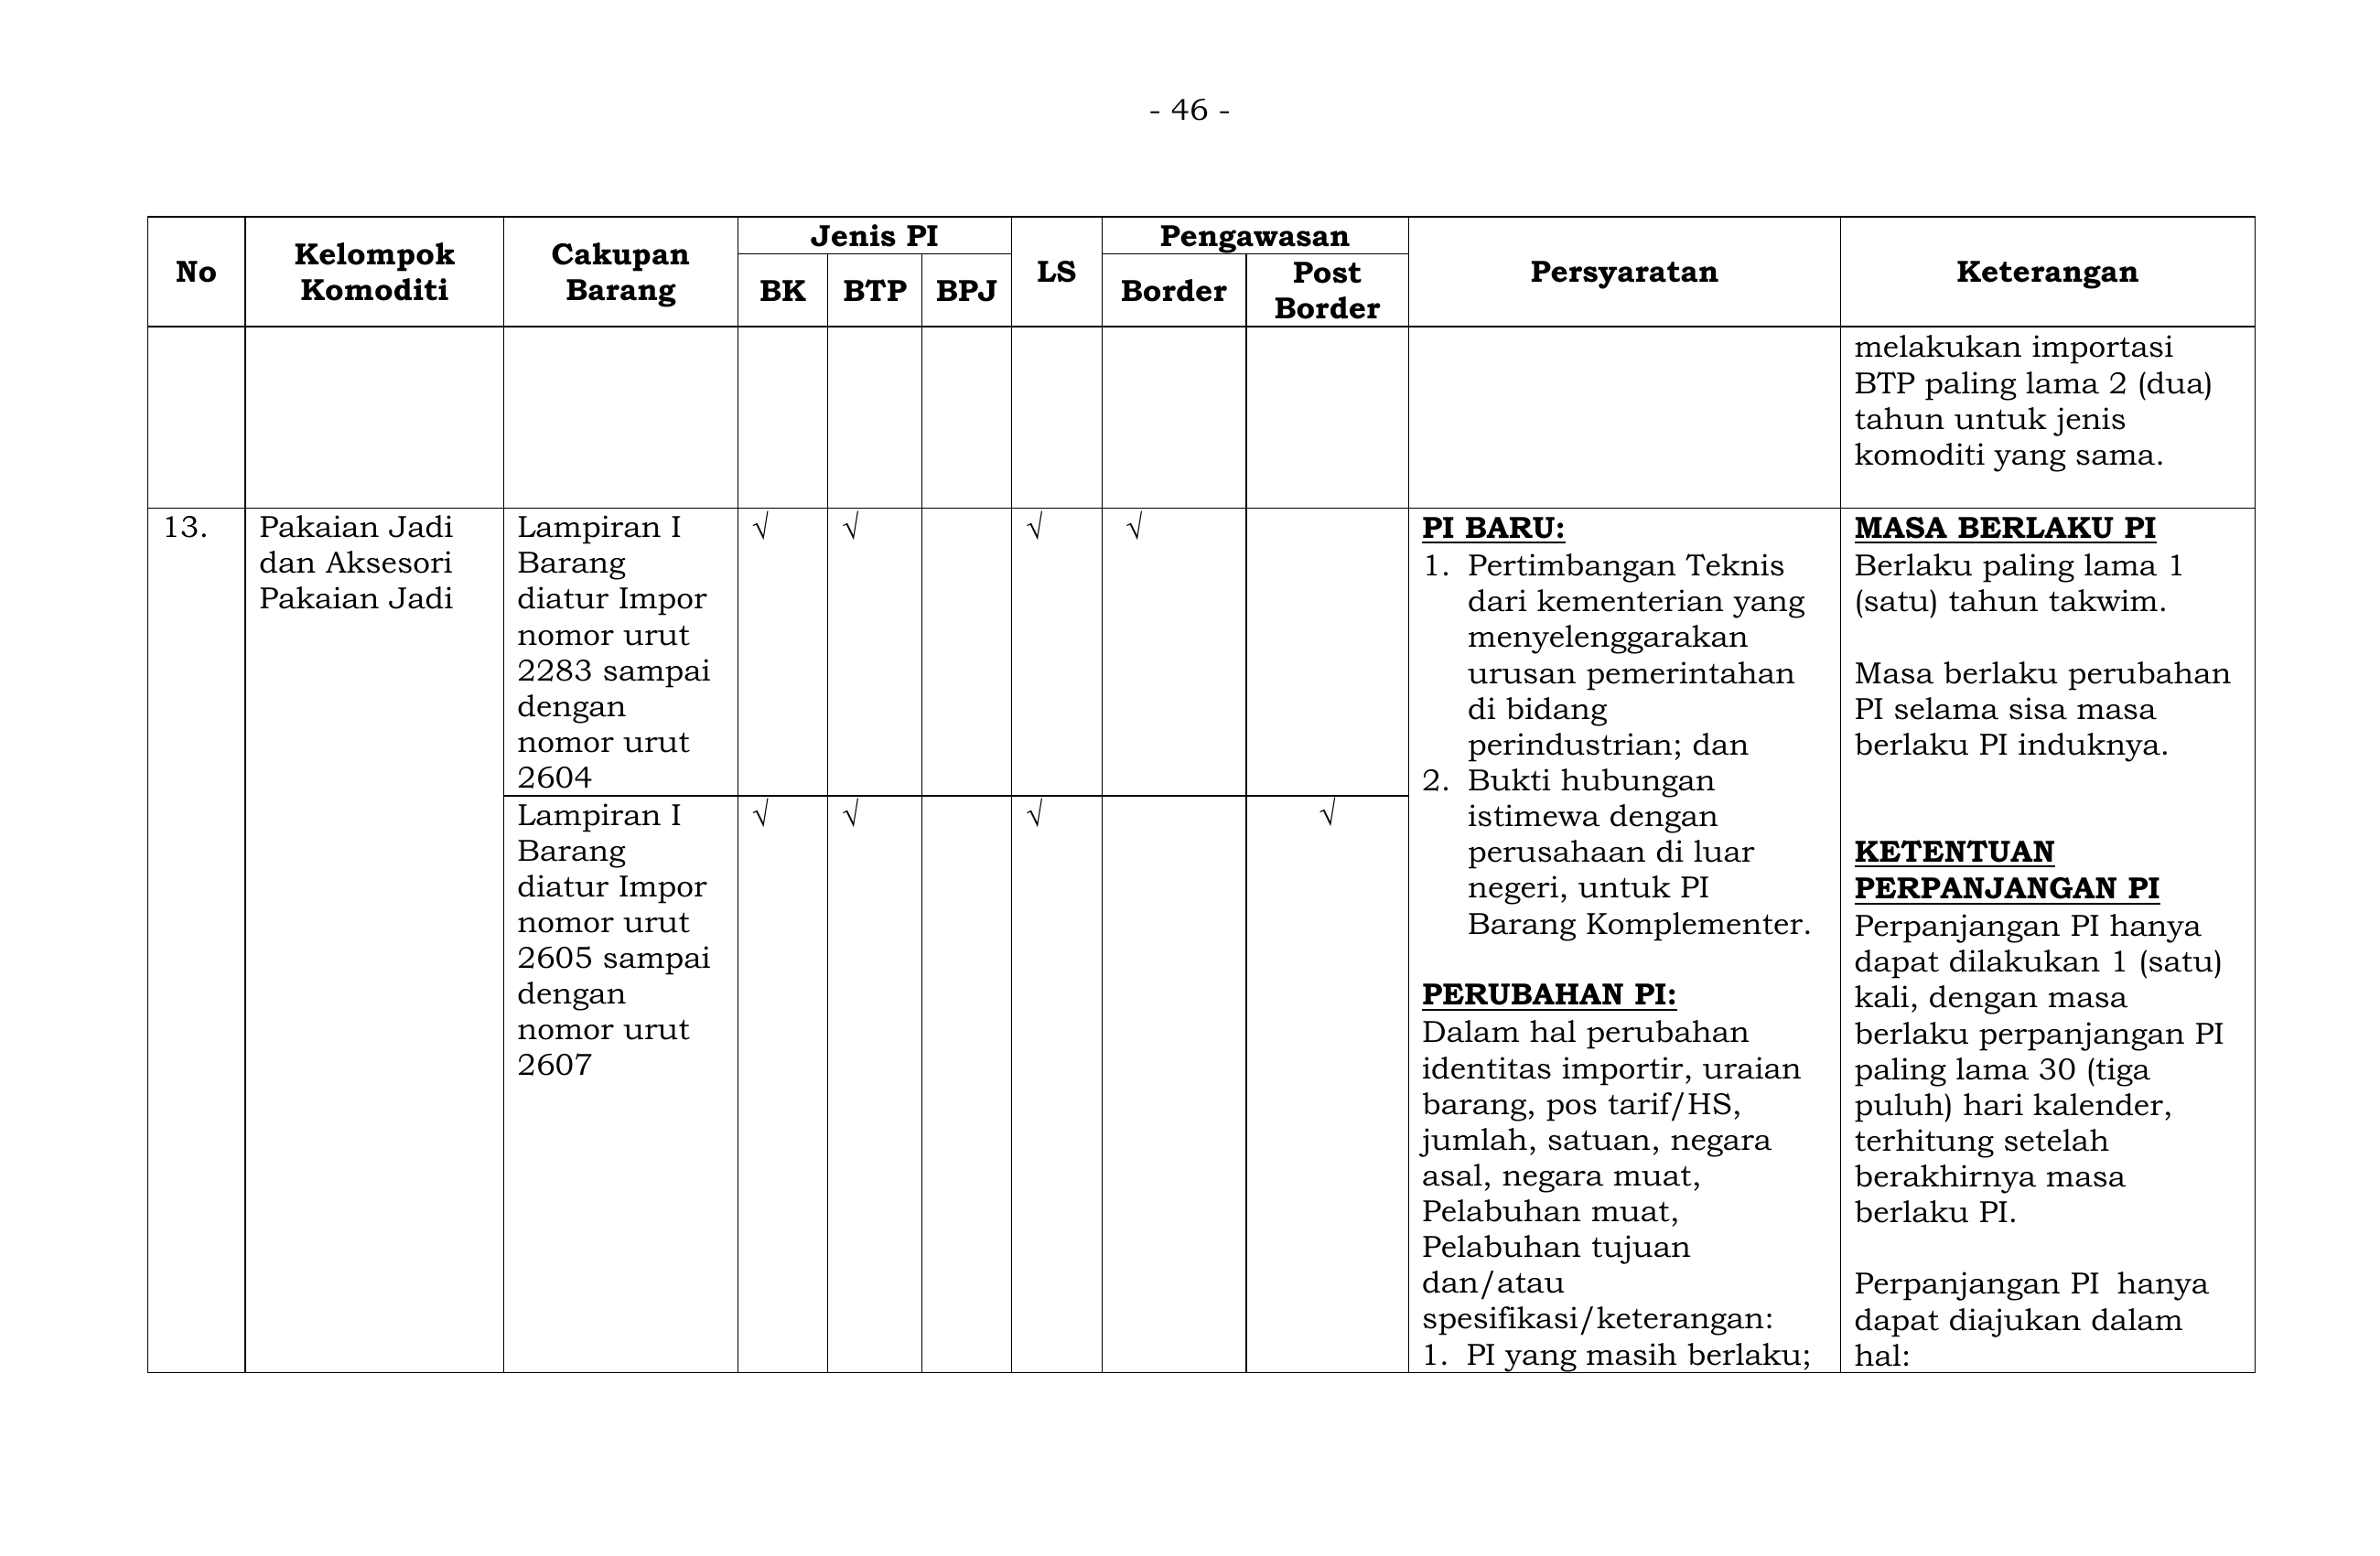 - 46 -
No
Kelompok
Komoditi
Cakupan
Barang
Jenis PI
BK
BTP
BPJ
LS
Pengawasan
Border
Post
Border
Persyaratan
Keterangan
melakukan importasi
BTP paling lama 2 (dua)
tahun untuk jenis
komoditi yang sama.
13.
Pakaian Jadi
dan Aksesori
Pakaian Jadi
Lampiran I
Barang
diatur Impor
nomor urut
2283 sampai
dengan
nomor urut
2604
√
√
√
√
Lampiran I
Barang
diatur Impor
nomor urut
2605 sampai
dengan
nomor urut
2607
√
√
√
√
PI BARU:
1. Pertimbangan Teknis
dari kementerian yang
menyelenggarakan
urusan pemerintahan
di bidang
perindustrian; dan
2. Bukti hubungan
istimewa dengan
perusahaan di luar
negeri, untuk PI
Barang Komplementer.
PERUBAHAN PI:
Dalam hal perubahan
identitas importir, uraian
barang, pos tarif/HS,
jumlah, satuan, negara
asal, negara muat,
Pelabuhan muat,
Pelabuhan tujuan
dan/atau
spesifikasi/keterangan:
1. PI yang masih berlaku;
MASA BERLAKU PI
Berlaku paling lama 1
(satu) tahun takwim.
Masa berlaku perubahan
PI selama sisa masa
berlaku PI induknya.
KETENTUAN
PERPANJANGAN PI
Perpanjangan PI hanya
dapat dilakukan 1 (satu)
kali, dengan masa
berlaku perpanjangan PI
paling lama 30 (tiga
puluh) hari kalender,
terhitung setelah
berakhirnya masa
berlaku PI.
Perpanjangan PI  hanya
dapat diajukan dalam
hal: